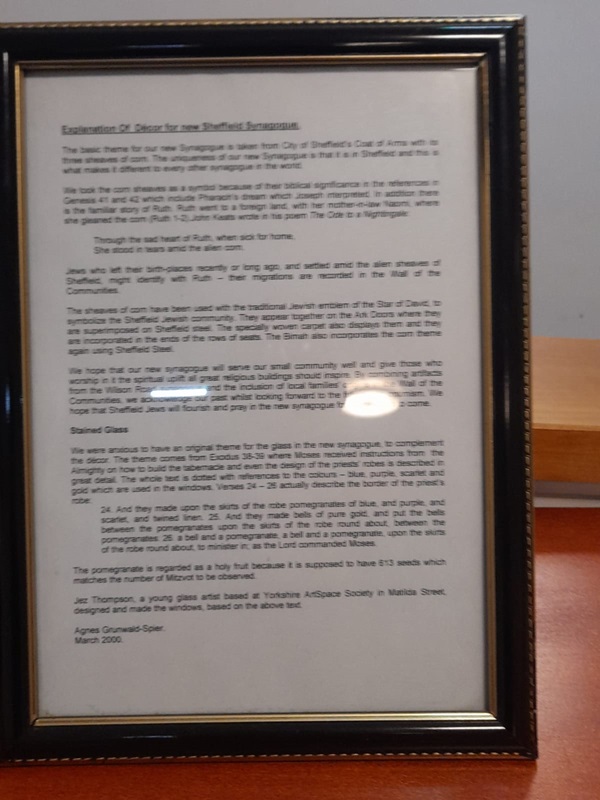 Explanation Of Décor for new Sheffield Synagogue.
The basic theme for our new Synagogue is taken from City of Sheffield's Coat of Arms with its
three sheaves of corn. The uniqueness of our new Synagogue is that it is in Sheffield and this is
what makes it different to every other synagogue in the world.
We took the corn sheaves as a symbol because of their biblical significance in the references in
Genesis 41 and 42 which include Pharaoh's dream which Joseph interpreted. In addition there
is the familiar story of Ruth. Ruth went to a foreign land, with her mother-in-law Naomi, where
she gleaned the corn (Ruth 1-2). John Keats wrote in his poem The Ode to a Nightingale:
Through the sad heart of Ruth, when sick for home,
She stood in tears amid the alien corn.
Jews who left their birth-places recently or long ago, and settled amid the alien sheaves of
Sheffield, might identify with Ruth – their migrations are recorded in the Wall of the
Communities.
The sheaves of corn have been used with the traditional Jewish emblem of the Star of David, to
symbolize the Sheffield Jewish community. They appear together on the Ark Doors where they
are superimposed on Sheffield steel. The specially woven carpet also displays them and they
are incorporated in the ends of the rows of seats. The Bimah also incorporates the corn theme
again using Sheffield Steel.
We hope that our new synagogue will serve our small community well and give those who
worship in it the spiritual uplift all great religious buildings should inspire. By combining artifacts
from the Wilson Road and the inclusion of local families' Wall of the
Communities, we acknowledge our past whilst looking forward to the We
hope that Sheffield Jews will flourish and pray in the new synagogue to come.
Stained Glass
We were anxious to have an original theme for the glass in the new synagogue, to complement
the décor. The theme comes from Exodus 38-39 where Moses received instructions from the
Almighty on how to build the tabernacle and even the design of the priests' robes is described in
great detail. The whole text is dotted with references to the colours – blue, purple, scarlet and
gold which are used in the windows. Verses 24 – 26 actually describe the border of the priest's
robe:
24. And they made upon the skirts of the robe pomegranates of blue, and purple, and
scarlet, and twined linen. 25. And they made bells of pure gold, and put the bells
between the pomegranates upon the skirts of the robe round about, between the
pomegranates. 26. a bell and a pomegranate, a bell and a pomegranate, upon the skirts
of the robe round about, to minister in; as the Lord commanded Moses.
The pomegranate is regarded as a holy fruit because it is supposed to have 613 seeds which
matches the number of Mitzvot to be observed.
Jez Thompson, a young glass artist based at Yorkshire ArtSpace Society in Matilda Street,
designed and made the windows, based on the above text.
Agnes Grunwald-Spier.
March 2000.